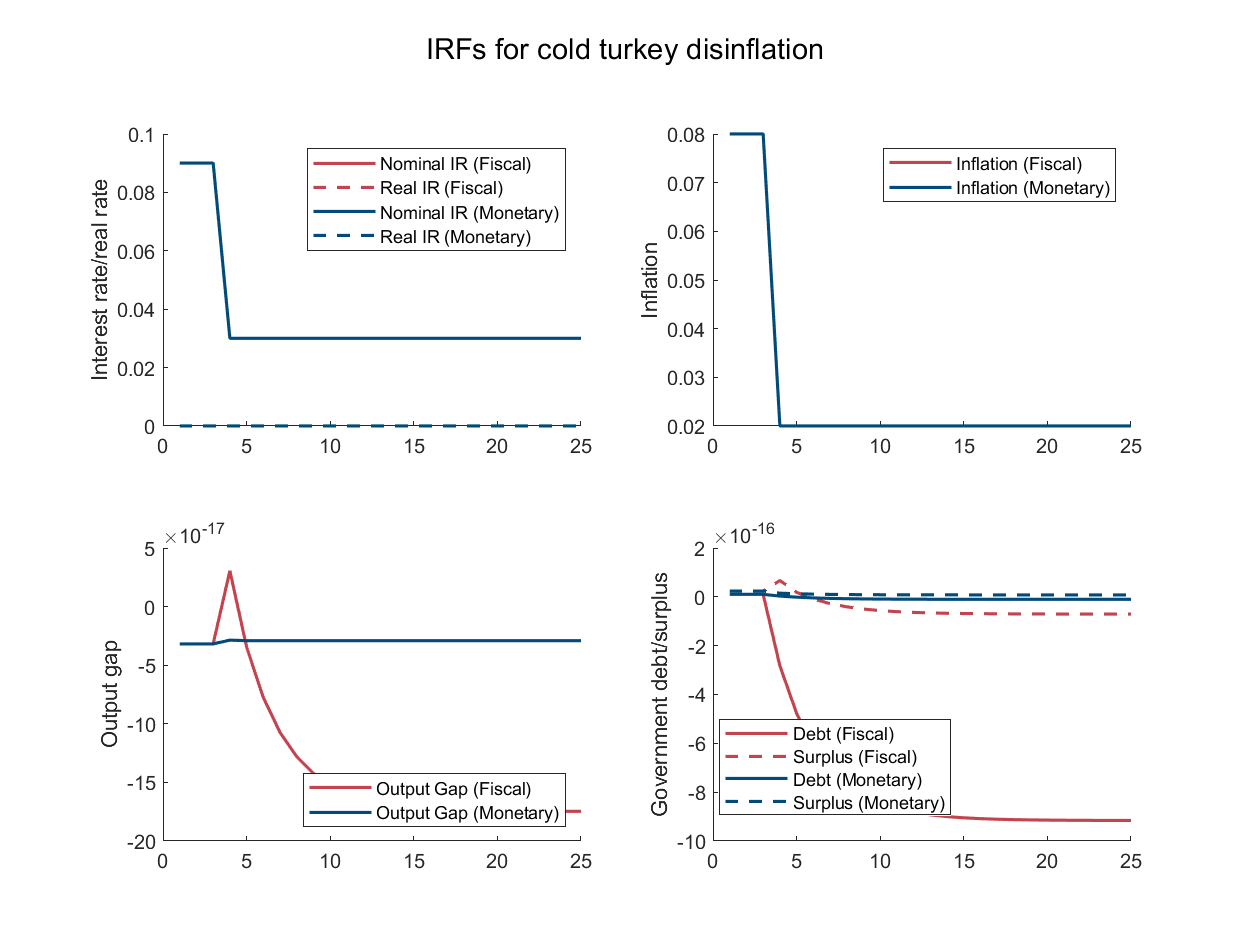 IRFs for cold turkey disinflation
Interest rate/real rate
0.1
0.08
0.06
0.04
0.02
0
0 5 10 15 20 25
Nominal IR (Fiscal)
Real IR (Fiscal)
Nominal IR (Monetary)
Real IR (Monetary)
Inflation
0.08
0.07
0.06
0.05
0.04
0.03
0.02
0 5 10 15 20 25
Inflation (Fiscal)
Inflation (Monetary)
Output gap
×10-17
5
0
-5
-10
-15
-20
0 5 10 15 20 25
Output Gap (Fiscal)
Output Gap (Monetary)
Government debt/surplus
×10-16
2
0
-2
-4
-6
-8
-10
0 5 10 15 20 25
Debt (Fiscal)
Surplus (Fiscal)
Debt (Monetary)
Surplus (Monetary)